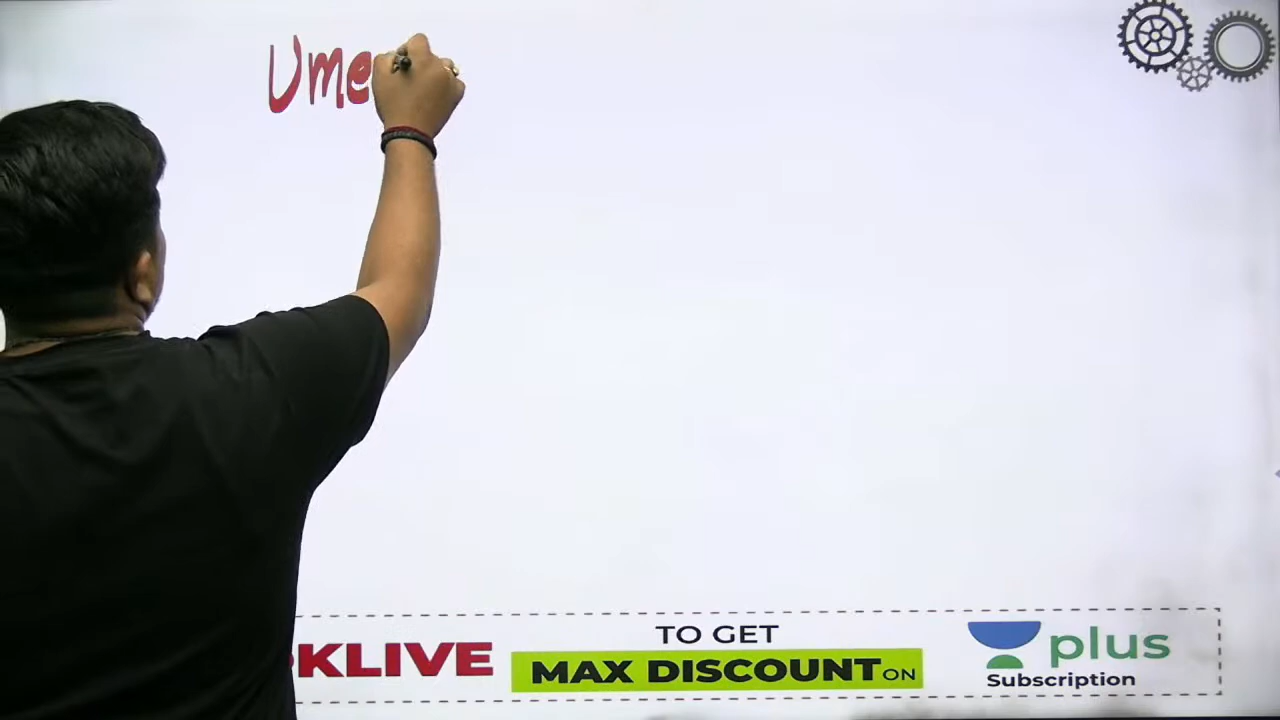 Ume
KLIVE
TO GET
MAX DISCOUNT ON
plus
Subscription